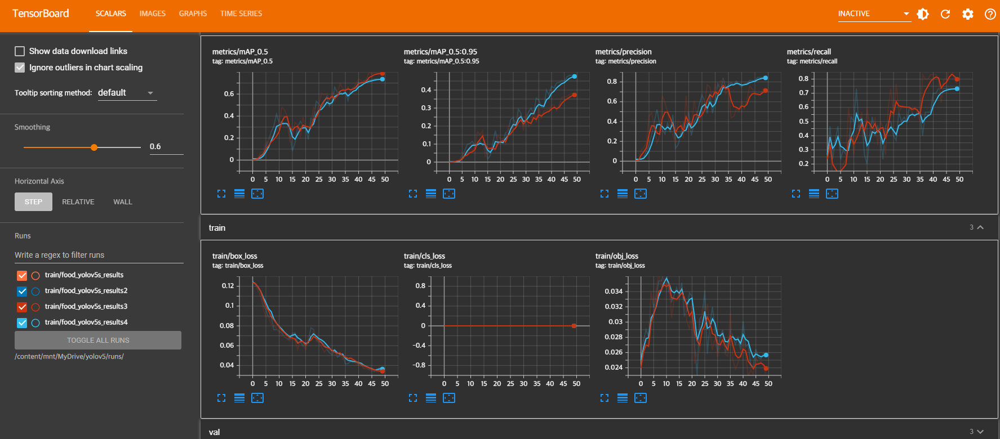 TensorBoard
SCALARS IMAGES GRAPHS TIME SERIES
INACTIVE
Show data download links
Ignore outliers in chart scaling
Tooltip sorting method: default
Smoothing
0.6
Horizontal Axis
STEP RELATIVE WALL
Runs
Write a regex to filter runs
train/food_yolov5s_results
train/food_yolov5s_results2
train/food_yolov5s_results3
train/food_yolov5s_results4
TOGGLE ALL RUNS
/content/mnt/MyDrive/yolov5/runs/
metrics/mAP_0.5
tag: metrics/mAP_0.5
0.6
0.4
0.2
0
0 5 10 15 20 25 30 35 40 45 50
metrics/mAP_0.5:0.95
tag: metrics/mAP_0.5:0.95
0.4
0.3
0.2
0.1
0
0 5 10 15 20 25 30 35 40 45 50
metrics/precision
tag: metrics/precision
0.8
0.6
0.4
0.2
0
0 5 10 15 20 25 30 35 40 45 50
metrics/recall
tag: metrics/recall
0.8
0.7
0.6
0.5
0.4
0.3
0.2
0 5 10 15 20 25 30 35 40 45 50
train 3
train/box_loss
tag: train/box_loss
0.12
0.1
0.08
0.06
0.04
0 5 10 15 20 25 30 35 40 45 50
train/cls_loss
tag: train/cls_loss
0.8
0.4
0
-0.4
-0.8
0 5 10 15 20 25 30 35 40 45 50
train/obj_loss
tag: train/obj_loss
0.034
0.032
0.03
0.028
0.026
0.024
0 5 10 15 20 25 30 35 40 45 50
val 3